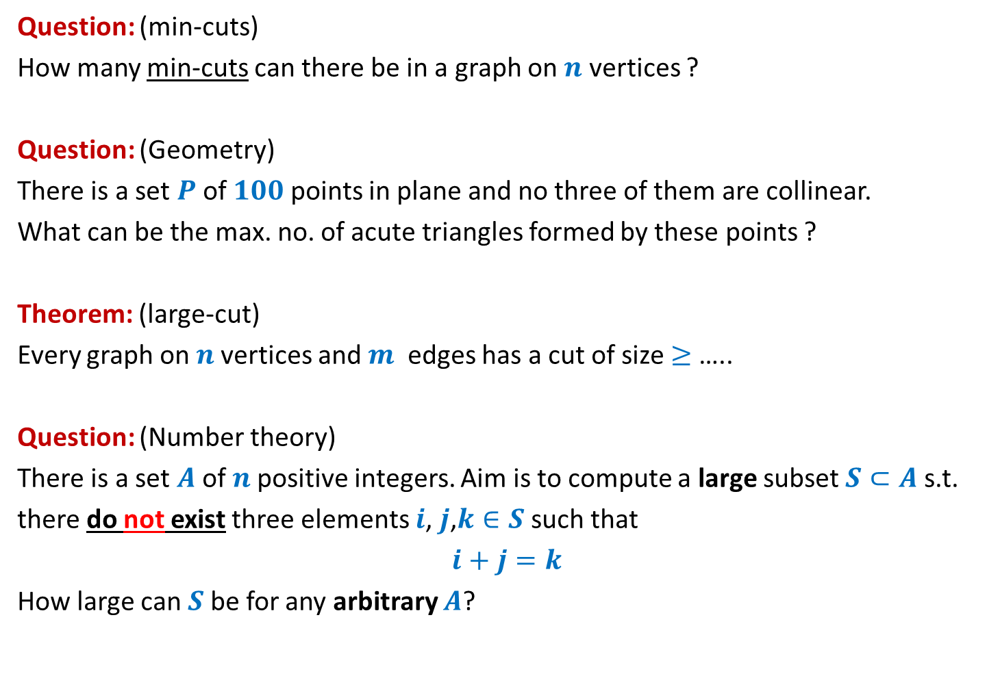 Question: (min-cuts)
How many min-cuts can there be in a graph on n vertices ?
Question: (Geometry)
There is a set P of 100 points in plane and no three of them are collinear.
What can be the max. no. of acute triangles formed by these points ?
Theorem: (large-cut)
Every graph on n vertices and m edges has a cut of size ≥ .....
Question: (Number theory)
There is a set A of n positive integers. Aim is to compute a large subset S ⊂ A s.t.
there do not exist three elements i, j,k ∈ S such that
i + j = k
How large can S be for any arbitrary A?